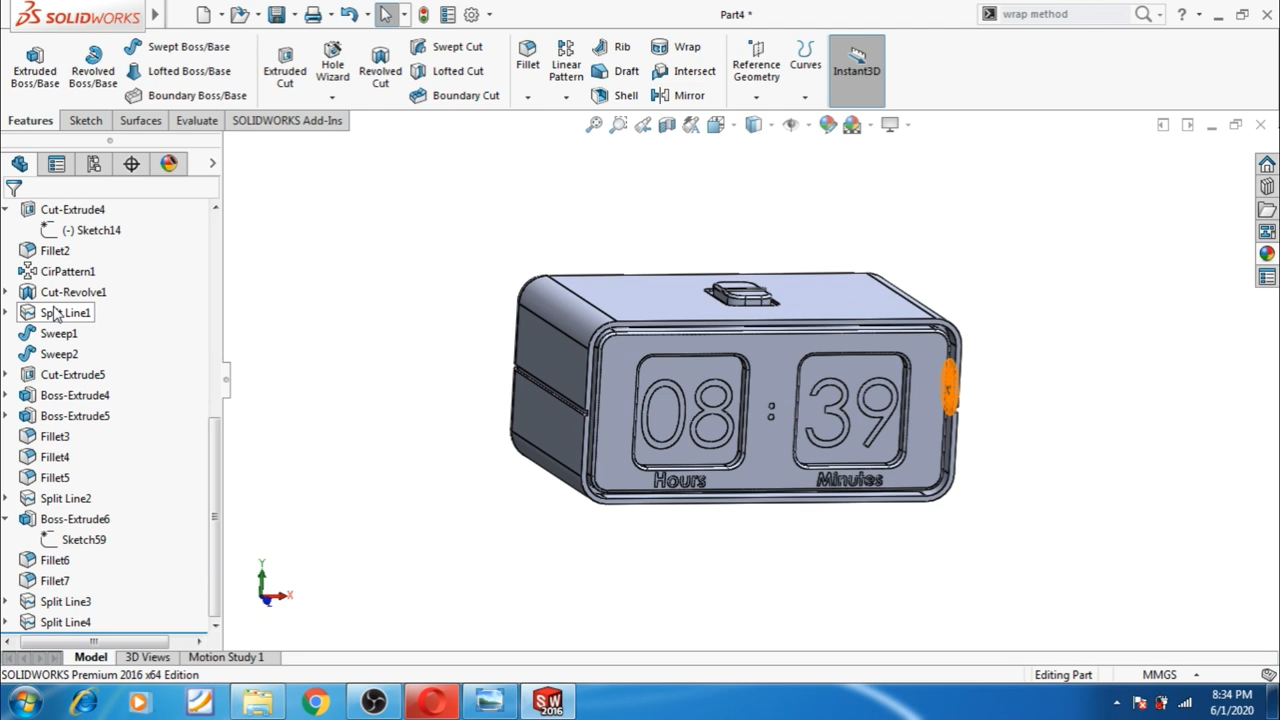 SOLIDWORKS
Part4 *
wrap method
?
Extruded Boss/Base
Revolved Boss/Base
Swept Boss/Base
Lofted Boss/Base
Boundary Boss/Base
Extruded Cut
Hole Wizard
Revolved Cut
Swept Cut
Lofted Cut
Boundary Cut
Fillet
Linear Pattern
Rib
Draft
Shell
Wrap
Intersect
Mirror
Reference Geometry
Curves
Instant3D
Features
Sketch
Surfaces
Evaluate
SOLIDWORKS Add-Ins
Cut-Extrude4
(-) Sketch14
Fillet2
CirPattern1
Cut-Revolve1
Split Line1
Sweep1
Sweep2
Cut-Extrude5
Boss-Extrude4
Boss-Extrude5
Fillet3
Fillet4
Fillet5
Split Line2
Boss-Extrude6
Sketch59
Fillet6
Fillet7
Split Line3
Split Line4
08 : 39
Hours
Minutes
Y
X
Model
3D Views
Motion Study 1
SOLIDWORKS Premium 2016 x64 Edition
Editing Part
MMGS
SW
2016
8:34 PM
6/1/2020